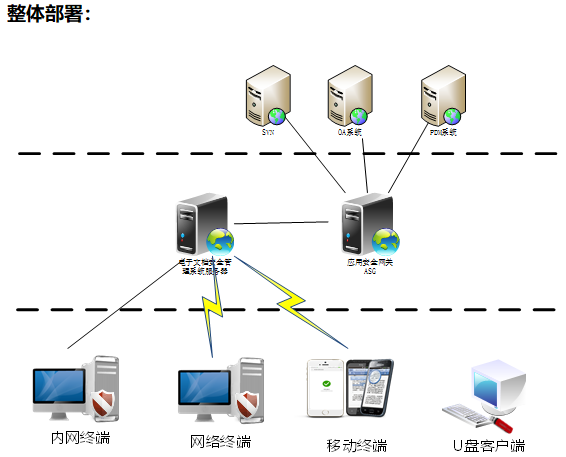 整体部署：
SVN
OA系统
PDM系统
电子文档安全管
理系统服务器
应用安全网关
ASG
内网终端
网络终端
移动终端
U盘客户端